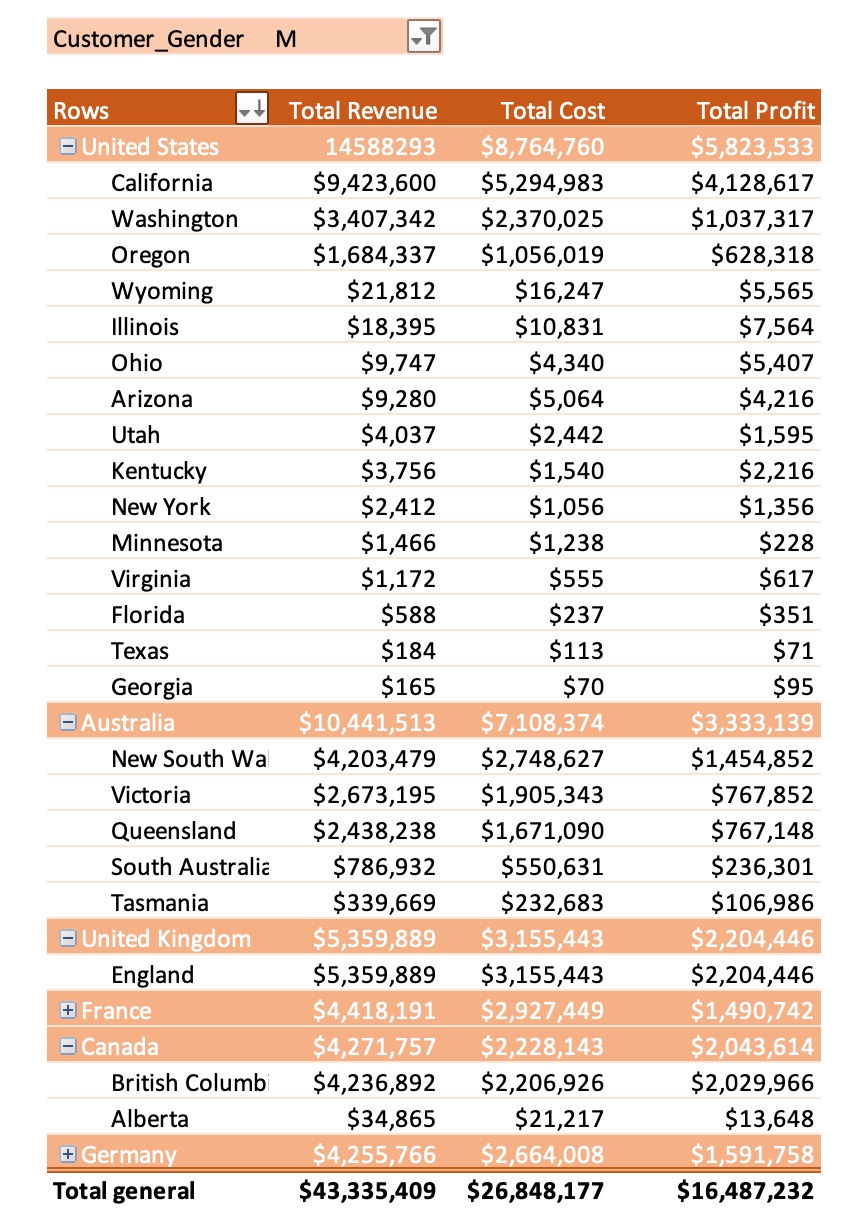 Customer_Gender M
Rows Total Revenue Total Cost Total Profit
United States 14588293 $8,764,760 $5,823,533
California $9,423,600 $5,294,983 $4,128,617
Washington $3,407,342 $2,370,025 $1,037,317
Oregon $1,684,337 $1,056,019 $628,318
Wyoming $21,812 $16,247 $5,565
Illinois $18,395 $10,831 $7,564
Ohio $9,747 $4,340 $5,407
Arizona $9,280 $5,064 $4,216
Utah $4,037 $2,442 $1,595
Kentucky $3,756 $1,540 $2,216
New York $2,412 $1,056 $1,356
Minnesota $1,466 $1,238 $228
Virginia $1,172 $555 $617
Florida $588 $237 $351
Texas $184 $113 $71
Georgia $165 $70 $95
Australia $10,441,513 $7,108,374 $3,333,139
New South Wal $4,203,479 $2,748,627 $1,454,852
Victoria $2,673,195 $1,905,343 $767,852
Queensland $2,438,238 $1,671,090 $767,148
South Australia $786,932 $550,631 $236,301
Tasmania $339,669 $232,683 $106,986
United Kingdom $5,359,889 $3,155,443 $2,204,446
England $5,359,889 $3,155,443 $2,204,446
France $4,418,191 $2,927,449 $1,490,742
Canada $4,271,757 $2,228,143 $2,043,614
British Columbi $4,236,892 $2,206,926 $2,029,966
Alberta $34,865 $21,217 $13,648
Germany $4,255,766 $2,664,008 $1,591,758
Total general $43,335,409 $26,848,177 $16,487,232